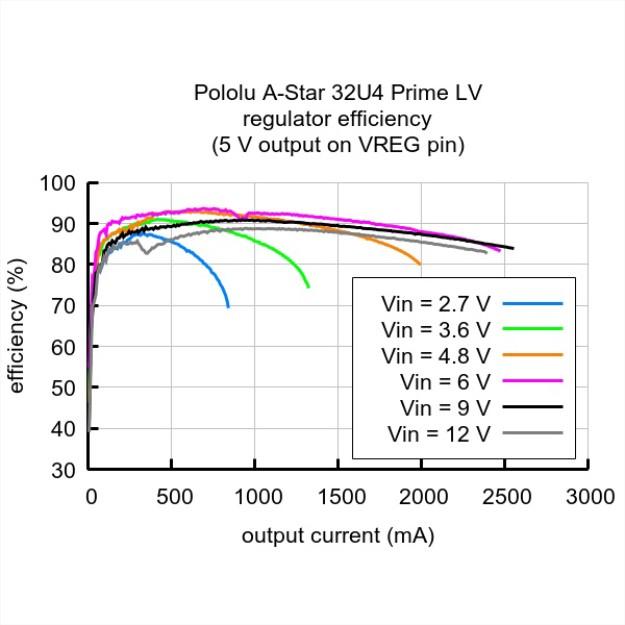 Pololu A-Star 32U4 Prime LV
regulator efficiency
(5 V output on VREG pin)
100
90
80
70
60
50
40
30
efficiency (%)
Vin = 2.7 V
Vin = 3.6 V
Vin = 4.8 V
Vin = 6 V
Vin = 9 V
Vin = 12 V
0 500 1000 1500 2000 2500 3000
output current (mA)